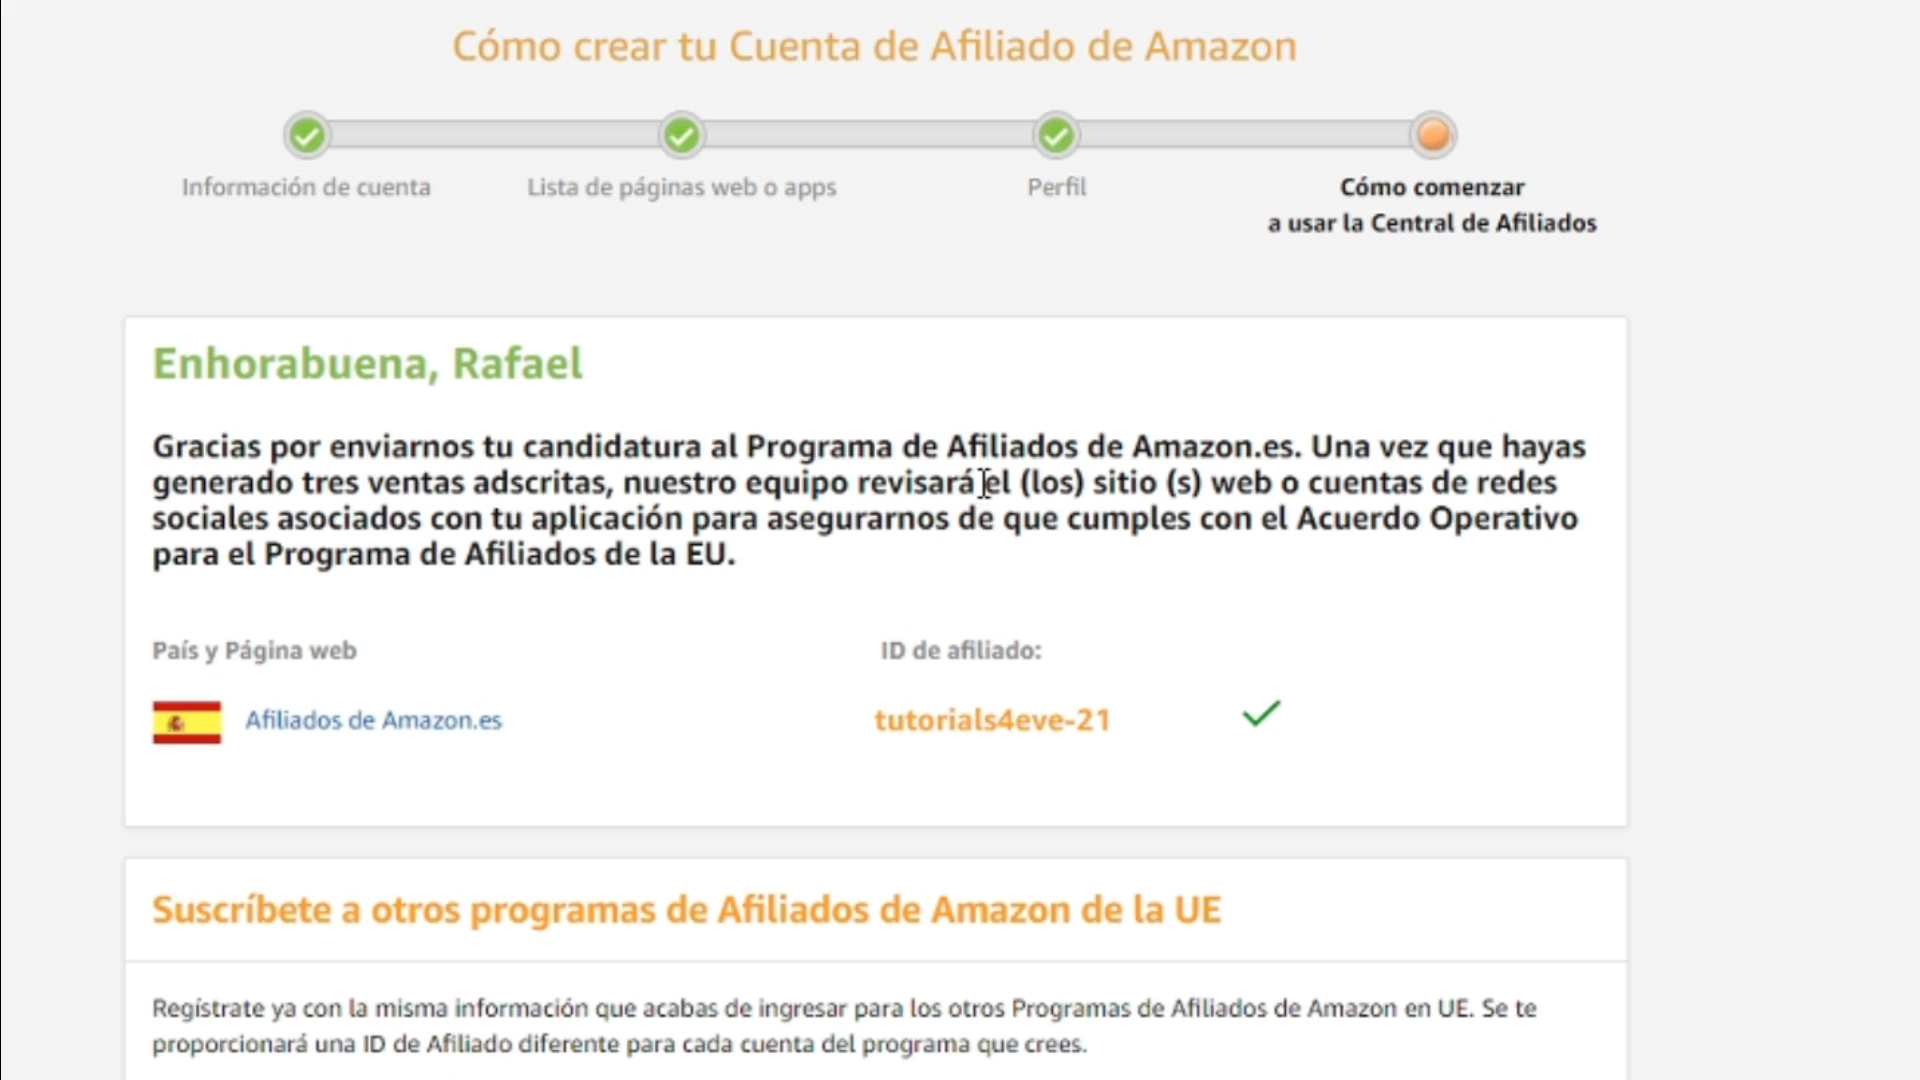 Cómo crear tu Cuenta de Afiliado de Amazon
Información de cuenta
Lista de páginas web o apps
Perfil
Cómo comenzar
a usar la Central de Afiliados
Enhorabuena, Rafael
Gracias por enviarnos tu candidatura al Programa de Afiliados de Amazon.es. Una vez que hayas
generado tres ventas adscritas, nuestro equipo revisará el (los) sitio (s) web o cuentas de redes
sociales asociados con tu aplicación para asegurarnos de que cumples con el Acuerdo Operativo
para el Programa de Afiliados de la EU.
País y Página web
ID de afiliado:
Afiliados de Amazon.es
tutorials4eve-21
Suscríbete a otros programas de Afiliados de Amazon de la UE
Regístrate ya con la misma información que acabas de ingresar para los otros Programas de Afiliados de Amazon en UE. Se te
proporcionará una ID de Afiliado diferente para cada cuenta del programa que crees.